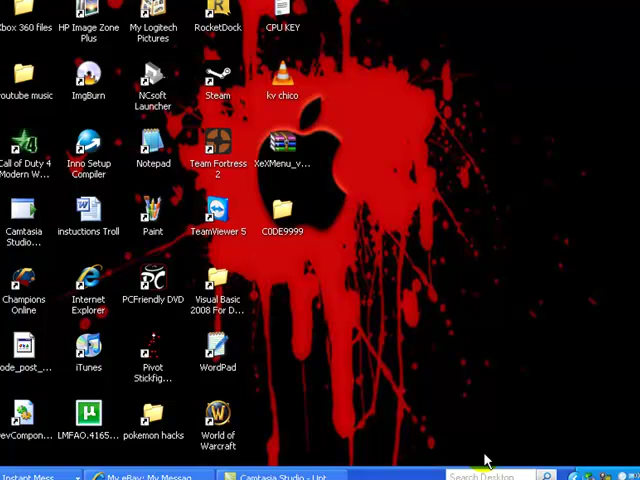 Xbox 360 files
HP Image Zone
Plus
My Logitech
Pictures
RocketDock
CPU KEY
youtube music
ImgBurn
NCsoft
Launcher
Steam
kv chico
Call of Duty 4
Modern W...
Inno Setup
Compiler
Notepad
Team Fortress
2
XeXMenu_v...
Camtasia
Studio...
instuctions Troll
Paint
TeamViewer 5
C0DE9999
Champions
Online
Internet
Explorer
PCFriendly DVD
Visual Basic
2008 For D...
ode_post_...
iTunes
Pivot
Stickfig...
WordPad
DevCompon...
LMFAO.4165...
pokemon hacks
World of
Warcraft
Instant Mess
My eBay: My Messag
Camtasia Studio - Unt
Search Desktop